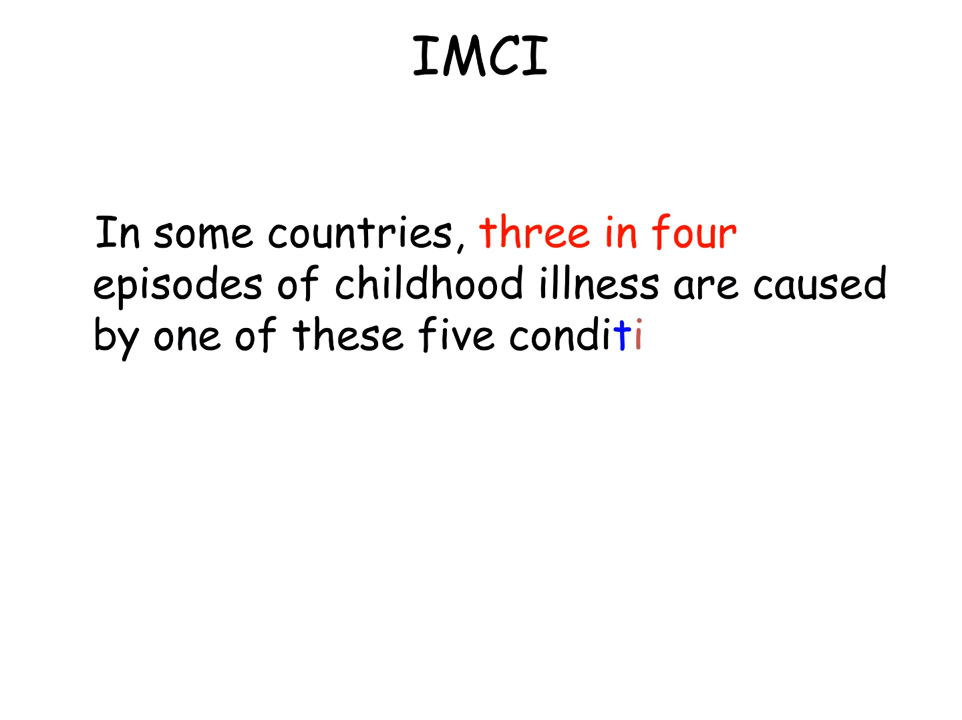 IMCI
In some countries, three in four
episodes of childhood illness are caused
by one of these five conditi